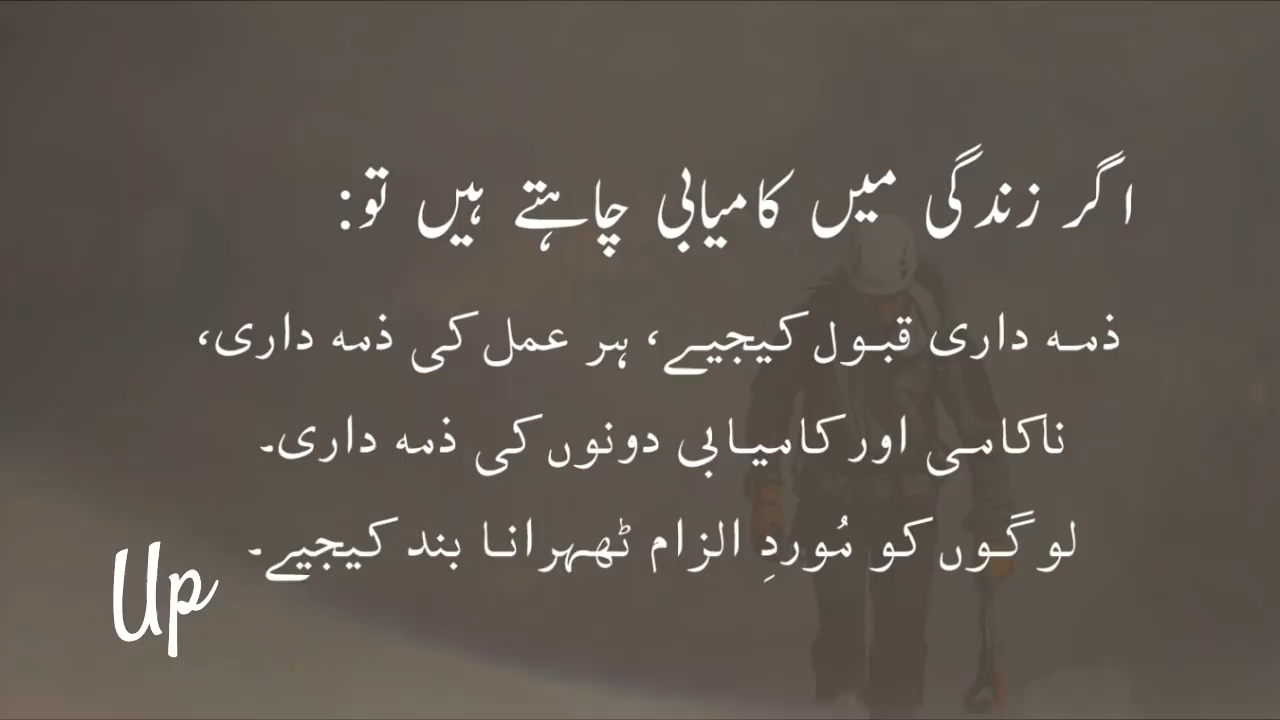 اگر زندگی میں کامیابی چاہتے ہیں تو:
ذمہ داری قبول کیجیے، ہر عمل کی ذمہ داری،
ناکامی اور کامیابی دونوں کی ذمہ داری۔
لوگوں کو مُوردِ الزام ٹھہرانا بند کیجیے۔
Up